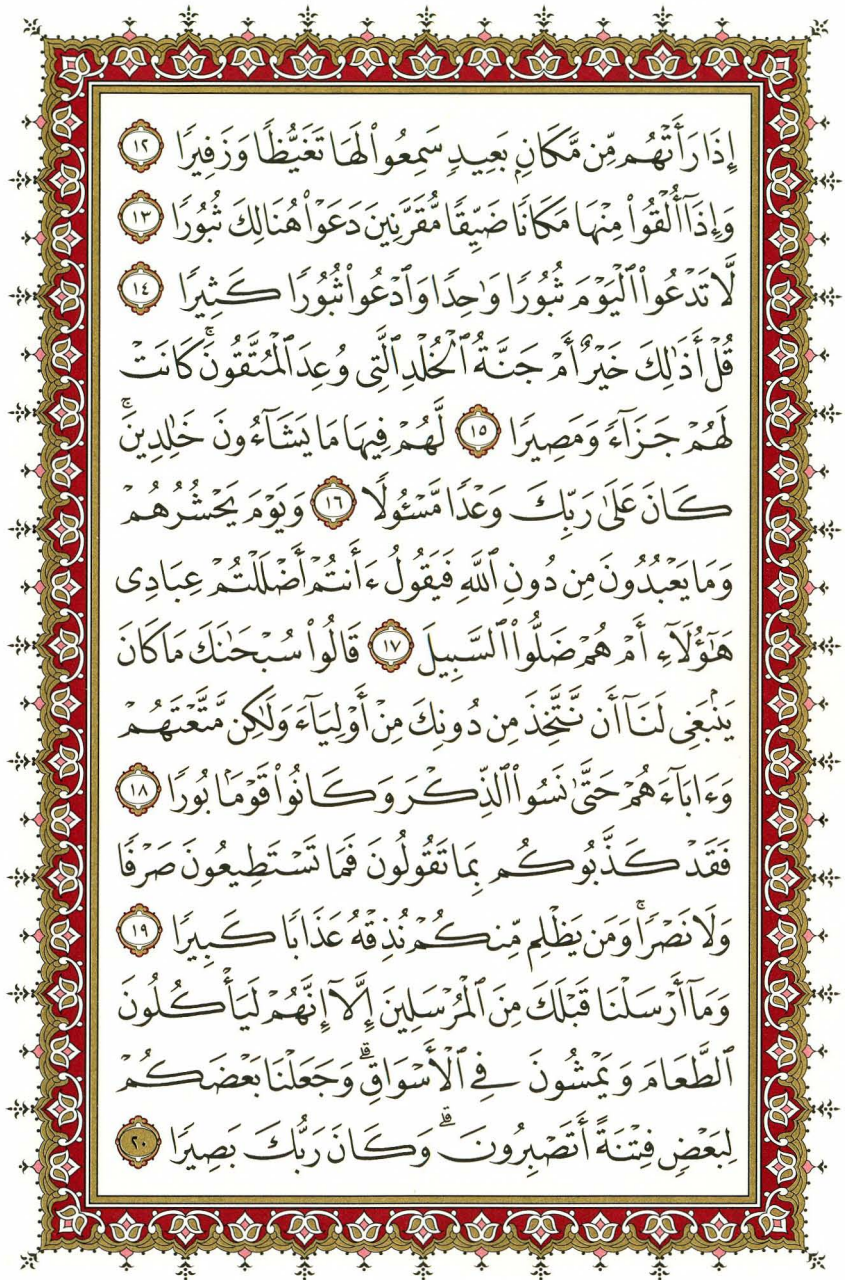 إِذَا رَأَتْهُم مِّن مَّكَانِۭ بَعِيدٍ سَمِعُوا۟ لَهَا تَغَيُّظًا وَزَفِيرًا ١٢
وَإِذَآ أُلْقُوا۟ مِنْهَا مَكَانًا ضَيِّقًا مُّقَرَّنِينَ دَعَوْا۟ هُنَالِكَ ثُبُورًا ١٣
لَّا تَدْعُوا۟ ٱلْيَوْمَ ثُبُورًا وَٰحِدًا وَٱدْعُوا۟ ثُبُورًا كَثِيرًا ١٤
قُلْ أَذَٰلِكَ خَيْرٌ أَمْ جَنَّةُ ٱلْخُلْدِ ٱلَّتِى وُعِدَ ٱلْمُتَّقُونَ ۚ كَانَتْ
لَهُمْ جَزَآءً وَمَصِيرًا ١٥ لَّهُمْ فِيهَا مَا يَشَآءُونَ خَٰلِدِينَ ۚ
كَانَ عَلَىٰ رَبِّكَ وَعْدًا مَّسْـُٔولًا ١٦ وَيَوْمَ يَحْشُرُهُمْ
وَمَا يَعْبُدُونَ مِن دُونِ ٱللَّهِ فَيَقُولُ ءَأَنتُمْ أَضْلَلْتُمْ عِبَادِى
هَٰٓؤُلَآءِ أَمْ هُمْ ضَلُّوا۟ ٱلسَّبِيلَ ١٧ قَالُوا۟ سُبْحَٰنَكَ مَا كَانَ
يَنۢبَغِى لَنَآ أَن نَّتَّخِذَ مِن دُونِكَ مِنْ أَوْلِيَآءَ وَلَٰكِن مَّتَّعْتَهُمْ
وَءَابَآءَهُمْ حَتَّىٰ نَسُوا۟ ٱلذِّكْرَ وَكَانُوا۟ قَوْمًۢا بُورًا ١٨
فَقَدْ كَذَّبُوكُم بِمَا تَقُولُونَ فَمَا تَسْتَطِيعُونَ صَرْفًا
وَلَا نَصْرًا ۚ وَمَن يَظْلِم مِّنكُمْ نُذِقْهُ عَذَابًا كَبِيرًا ١٩
وَمَآ أَرْسَلْنَا قَبْلَكَ مِنَ ٱلْمُرْسَلِينَ إِلَّآ إِنَّهُمْ لَيَأْكُلُونَ
ٱلطَّعَامَ وَيَمْشُونَ فِى ٱلْأَسْوَاقِ ۗ وَجَعَلْنَا بَعْضَكُمْ
لِبَعْضٍ فِتْنَةً أَتَصْبِرُونَ ۗ وَكَانَ رَبُّكَ بَصِيرًا ٢٠